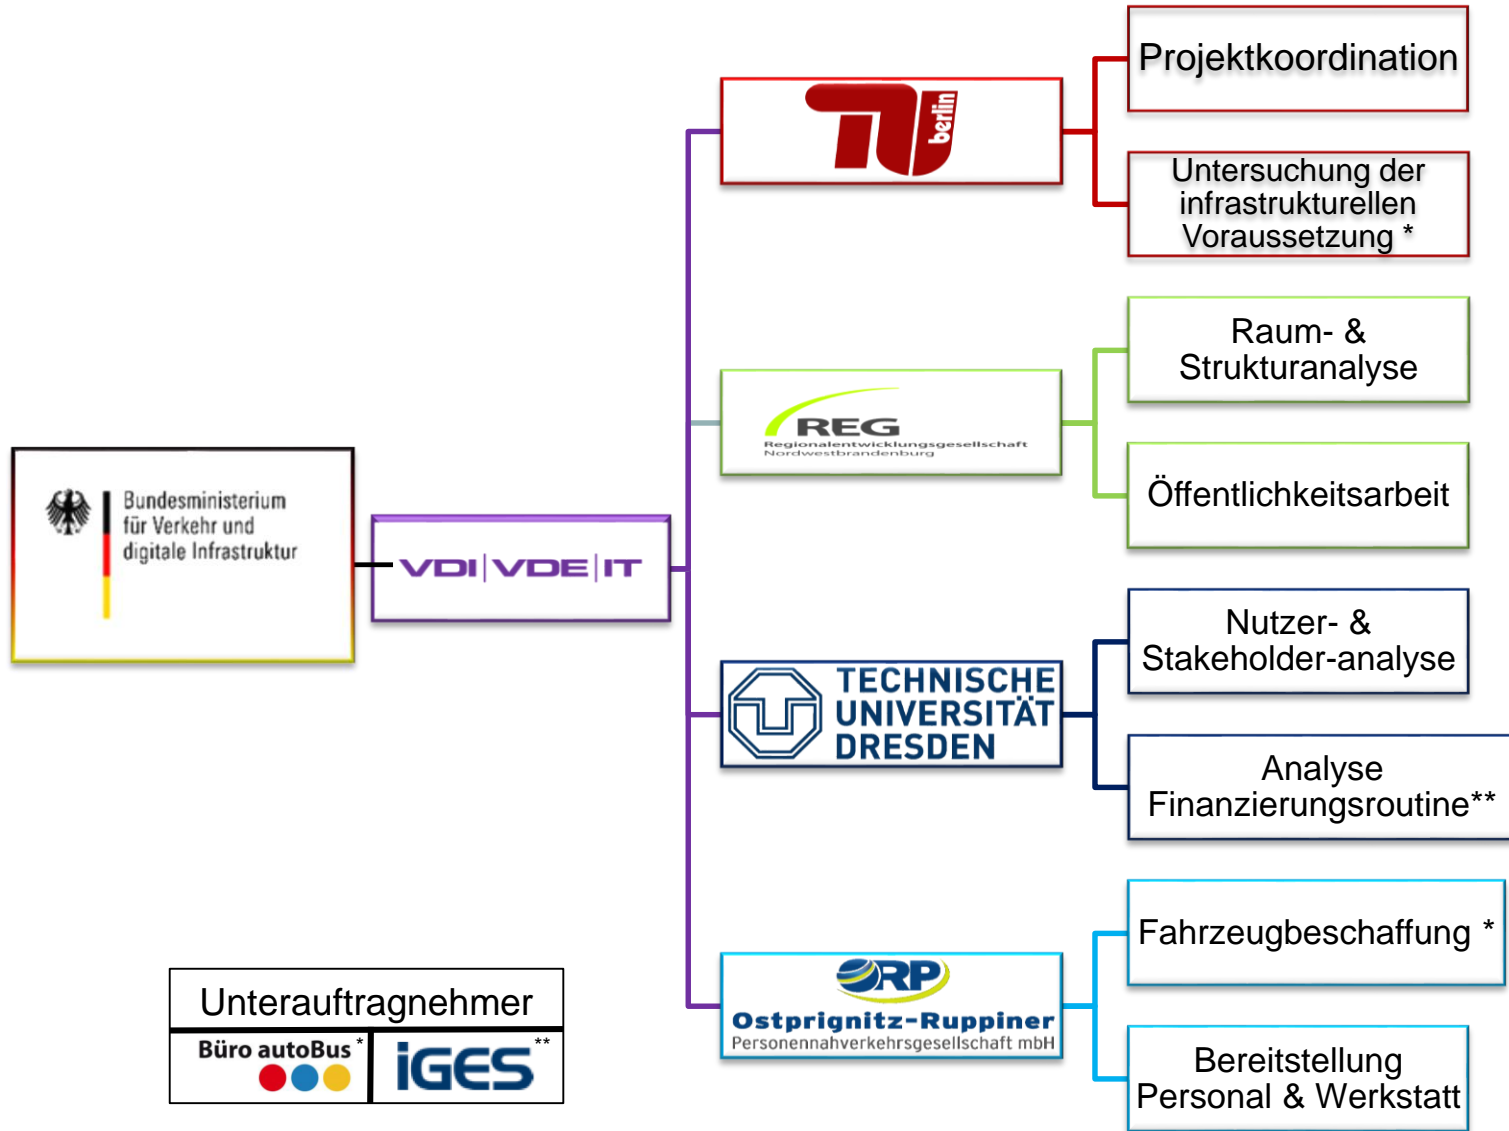 Bundesministerium
für Verkehr und
digitale Infrastruktur
VDI|VDE|IT
TU
berlin
Projektkoordination
Untersuchung der
infrastrukturellen
Voraussetzung *
REG
Regionalentwicklungsgesellschaft
Nordwestbrandenburg
Raum- &
Strukturanalyse
Öffentlichkeitsarbeit
TECHNISCHE
UNIVERSITÄT
DRESDEN
Nutzer- &
Stakeholder-analyse
Analyse
Finanzierungsroutine**
ORP
Ostprignitz-Ruppiner
Personennahverkehrsgesellschaft mbH
Fahrzeugbeschaffung *
Bereitstellung
Personal & Werkstatt
Unterauftragnehmer
Büro autoBus *
iGES **